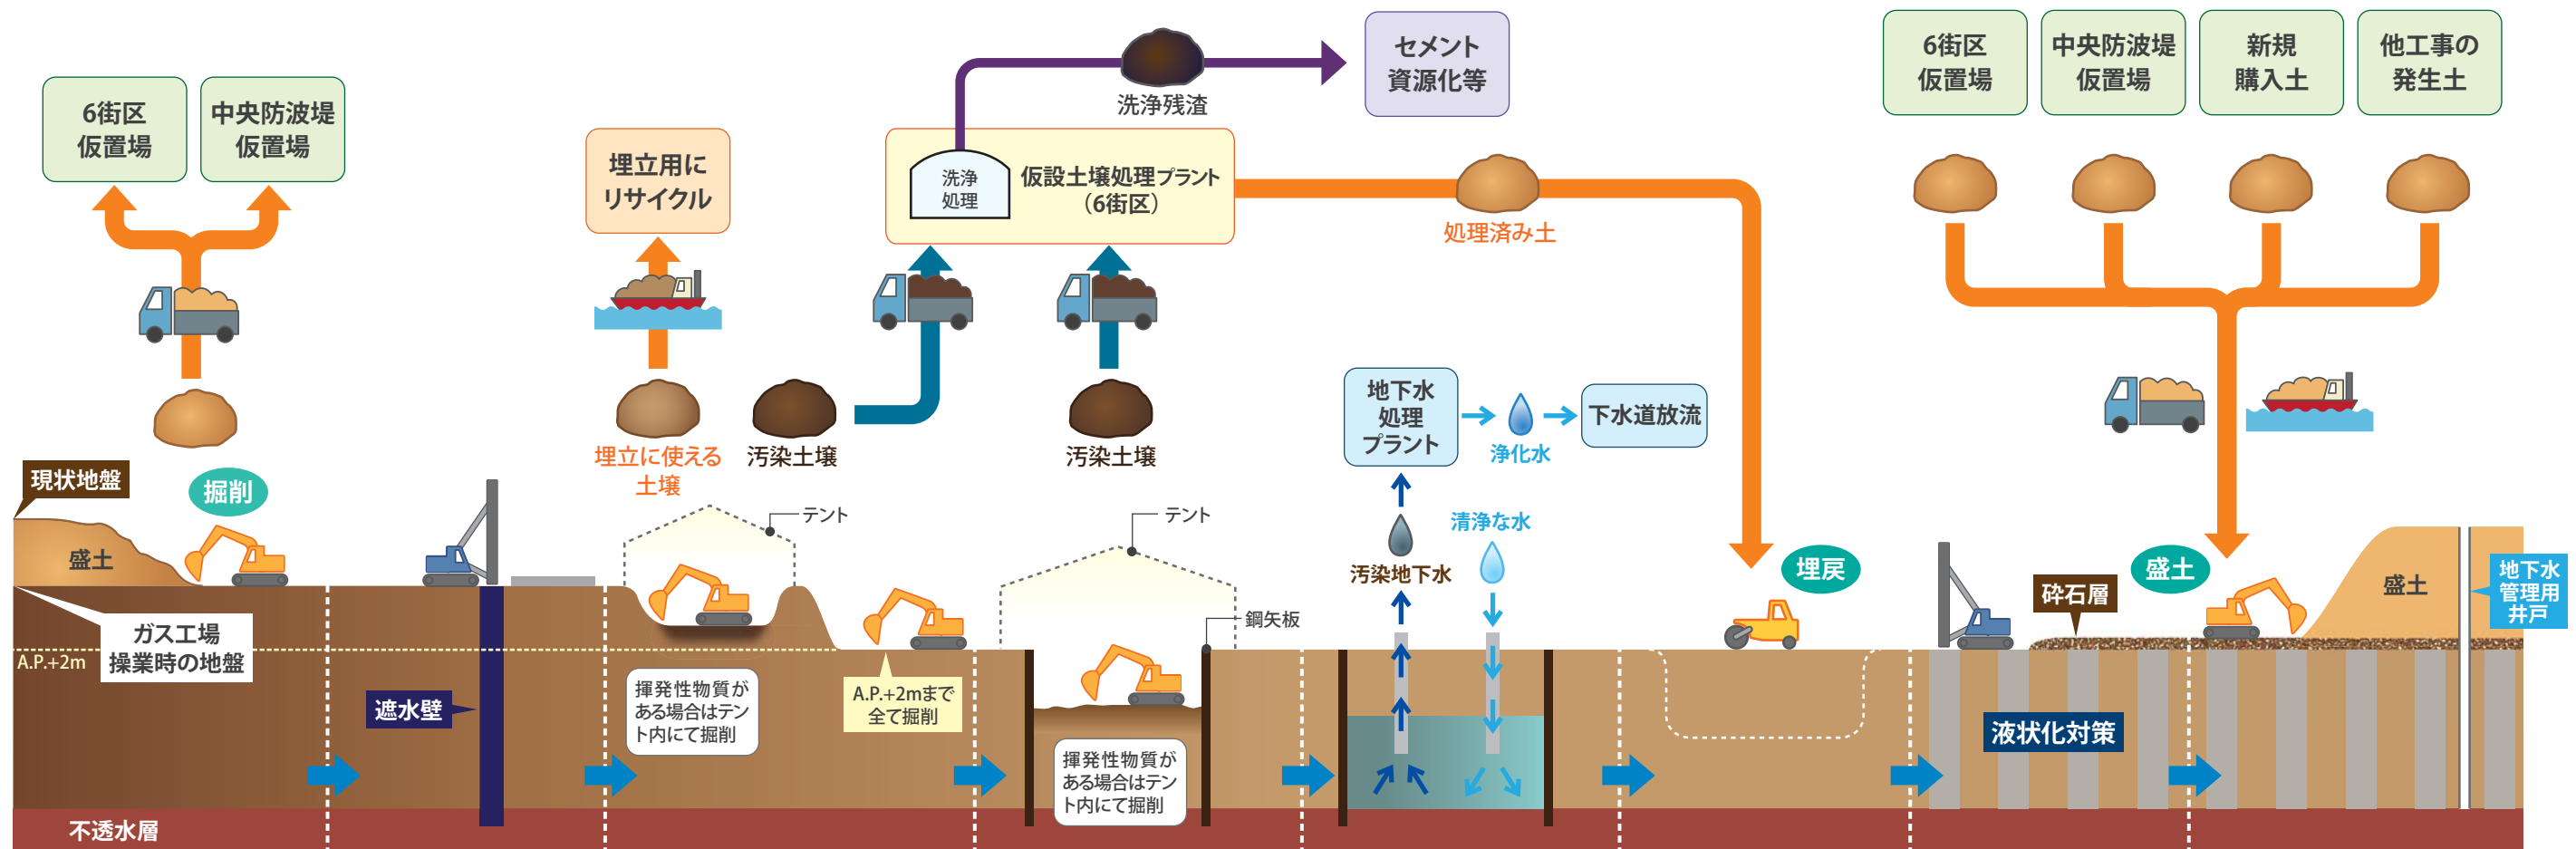 6街区
仮置場
中央防波堤
仮置場
埋立用に
リサイクル
洗浄残渣
セメント
資源化等
洗浄
処理
仮設土壌処理プラント
（6街区）
処理済み土
6街区
仮置場
中央防波堤
仮置場
新規
購入土
他工事の
発生土
現状地盤
掘削
盛土
ガス工場
操業時の地盤
A.P.+2m
遮水壁
埋立に使える
土壌
汚染土壌
テント
揮発性物質が
ある場合はテン
ト内にて掘削
A.P.+2mまで
全て掘削
汚染土壌
テント
鋼矢板
揮発性物質が
ある場合はテン
ト内にて掘削
地下水
処理
プラント
浄化水
下水道放流
清浄な水
汚染地下水
埋戻
砕石層
盛土
盛土
地下水
管理用
井戸
液状化対策
不透水層